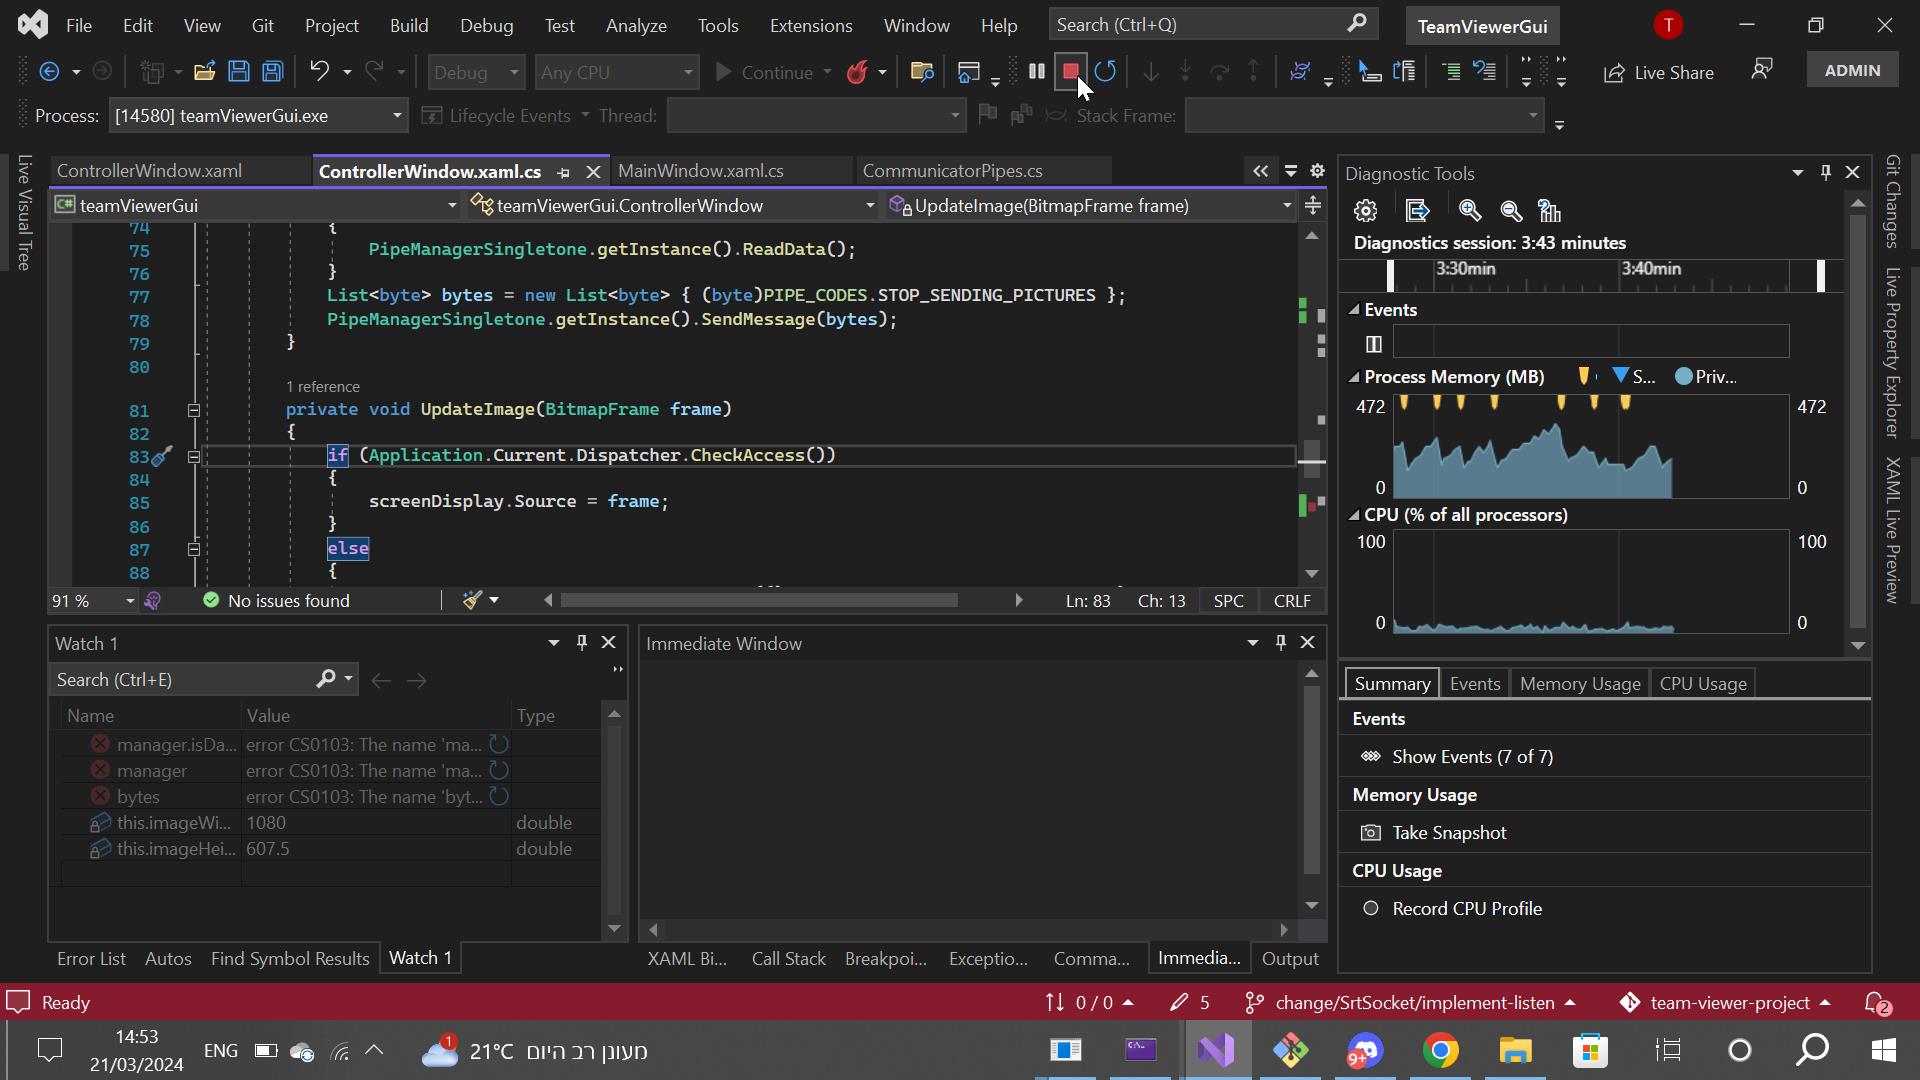 File Edit View Git Project Build Debug Test Analyze Tools Extensions Window Help Search (Ctrl+Q) TeamViewerGui T
Debug Any CPU Continue Live Share ADMIN
Process: [14580] teamViewerGui.exe Lifecycle Events Thread: Stack Frame:
Live Visual Tree
ControllerWindow.xaml ControllerWindow.xaml.cs MainWindow.xaml.cs CommunicatorPipes.cs
teamViewerGui teamViewerGui.ControllerWindow UpdateImage(BitmapFrame frame)
74 {
75 PipeManagerSingletone.getInstance().ReadData();
76 }
77 List<byte> bytes = new List<byte> { (byte)PIPE_CODES.STOP_SENDING_PICTURES };
78 PipeManagerSingletone.getInstance().SendMessage(bytes);
79 }
80
1 reference
81 private void UpdateImage(BitmapFrame frame)
82 {
83 if (Application.Current.Dispatcher.CheckAccess())
84 {
85 screenDisplay.Source = frame;
86 }
87 else
88 {
91 % No issues found Ln: 83 Ch: 13 SPC CRLF
Diagnostic Tools
Diagnostics session: 3:43 minutes
3:30min 3:40min
Events
Process Memory (MB) S... Priv...
472 472
0 0
CPU (% of all processors)
100 100
0 0
Summary Events Memory Usage CPU Usage
Events
Show Events (7 of 7)
Memory Usage
Take Snapshot
CPU Usage
Record CPU Profile
Git Changes
Live Property Explorer
XAML Live Preview
Watch 1
Search (Ctrl+E)
Name Value Type
manager.isDa... error CS0103: The name 'ma...
manager error CS0103: The name 'ma...
bytes error CS0103: The name 'byt...
this.imageWi... 1080 double
this.imageHei... 607.5 double
Error List Autos Find Symbol Results Watch 1
Immediate Window
XAML Bi... Call Stack Breakpoi... Exceptio... Comma... Immedia... Output
Ready 0 / 0 5 change/SrtSocket/implement-listen team-viewer-project 2
14:53
21/03/2024
ENG
1
21°C מעונן רב היום
9+